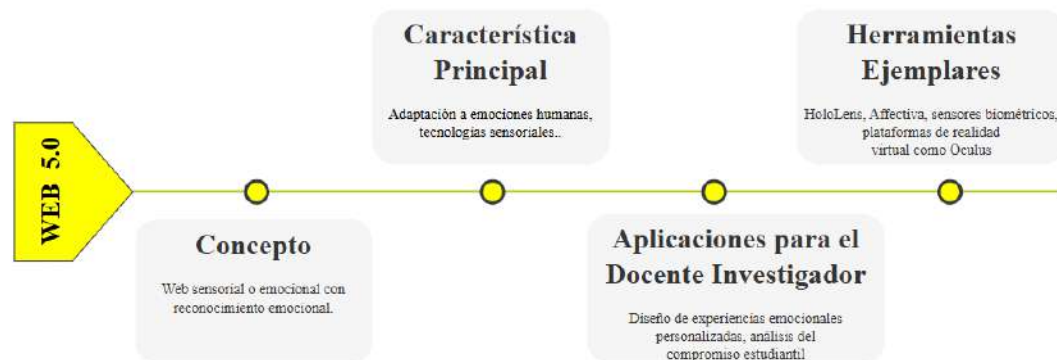 WEB 5.0
Concepto
Web sensorial o emocional con
reconocimiento emocional.
Característica
Principal
Adaptación a emociones humanas,
tecnologías sensoriales..
Aplicaciones para el
Docente Investigador
Diseño de experiencias emocionales
personalizadas, análisis del
compromiso estudiantil
Herramientas
Ejemplares
HoloLens, Affectiva, sensores biométricos,
plataformas de realidad
virtual como Oculus